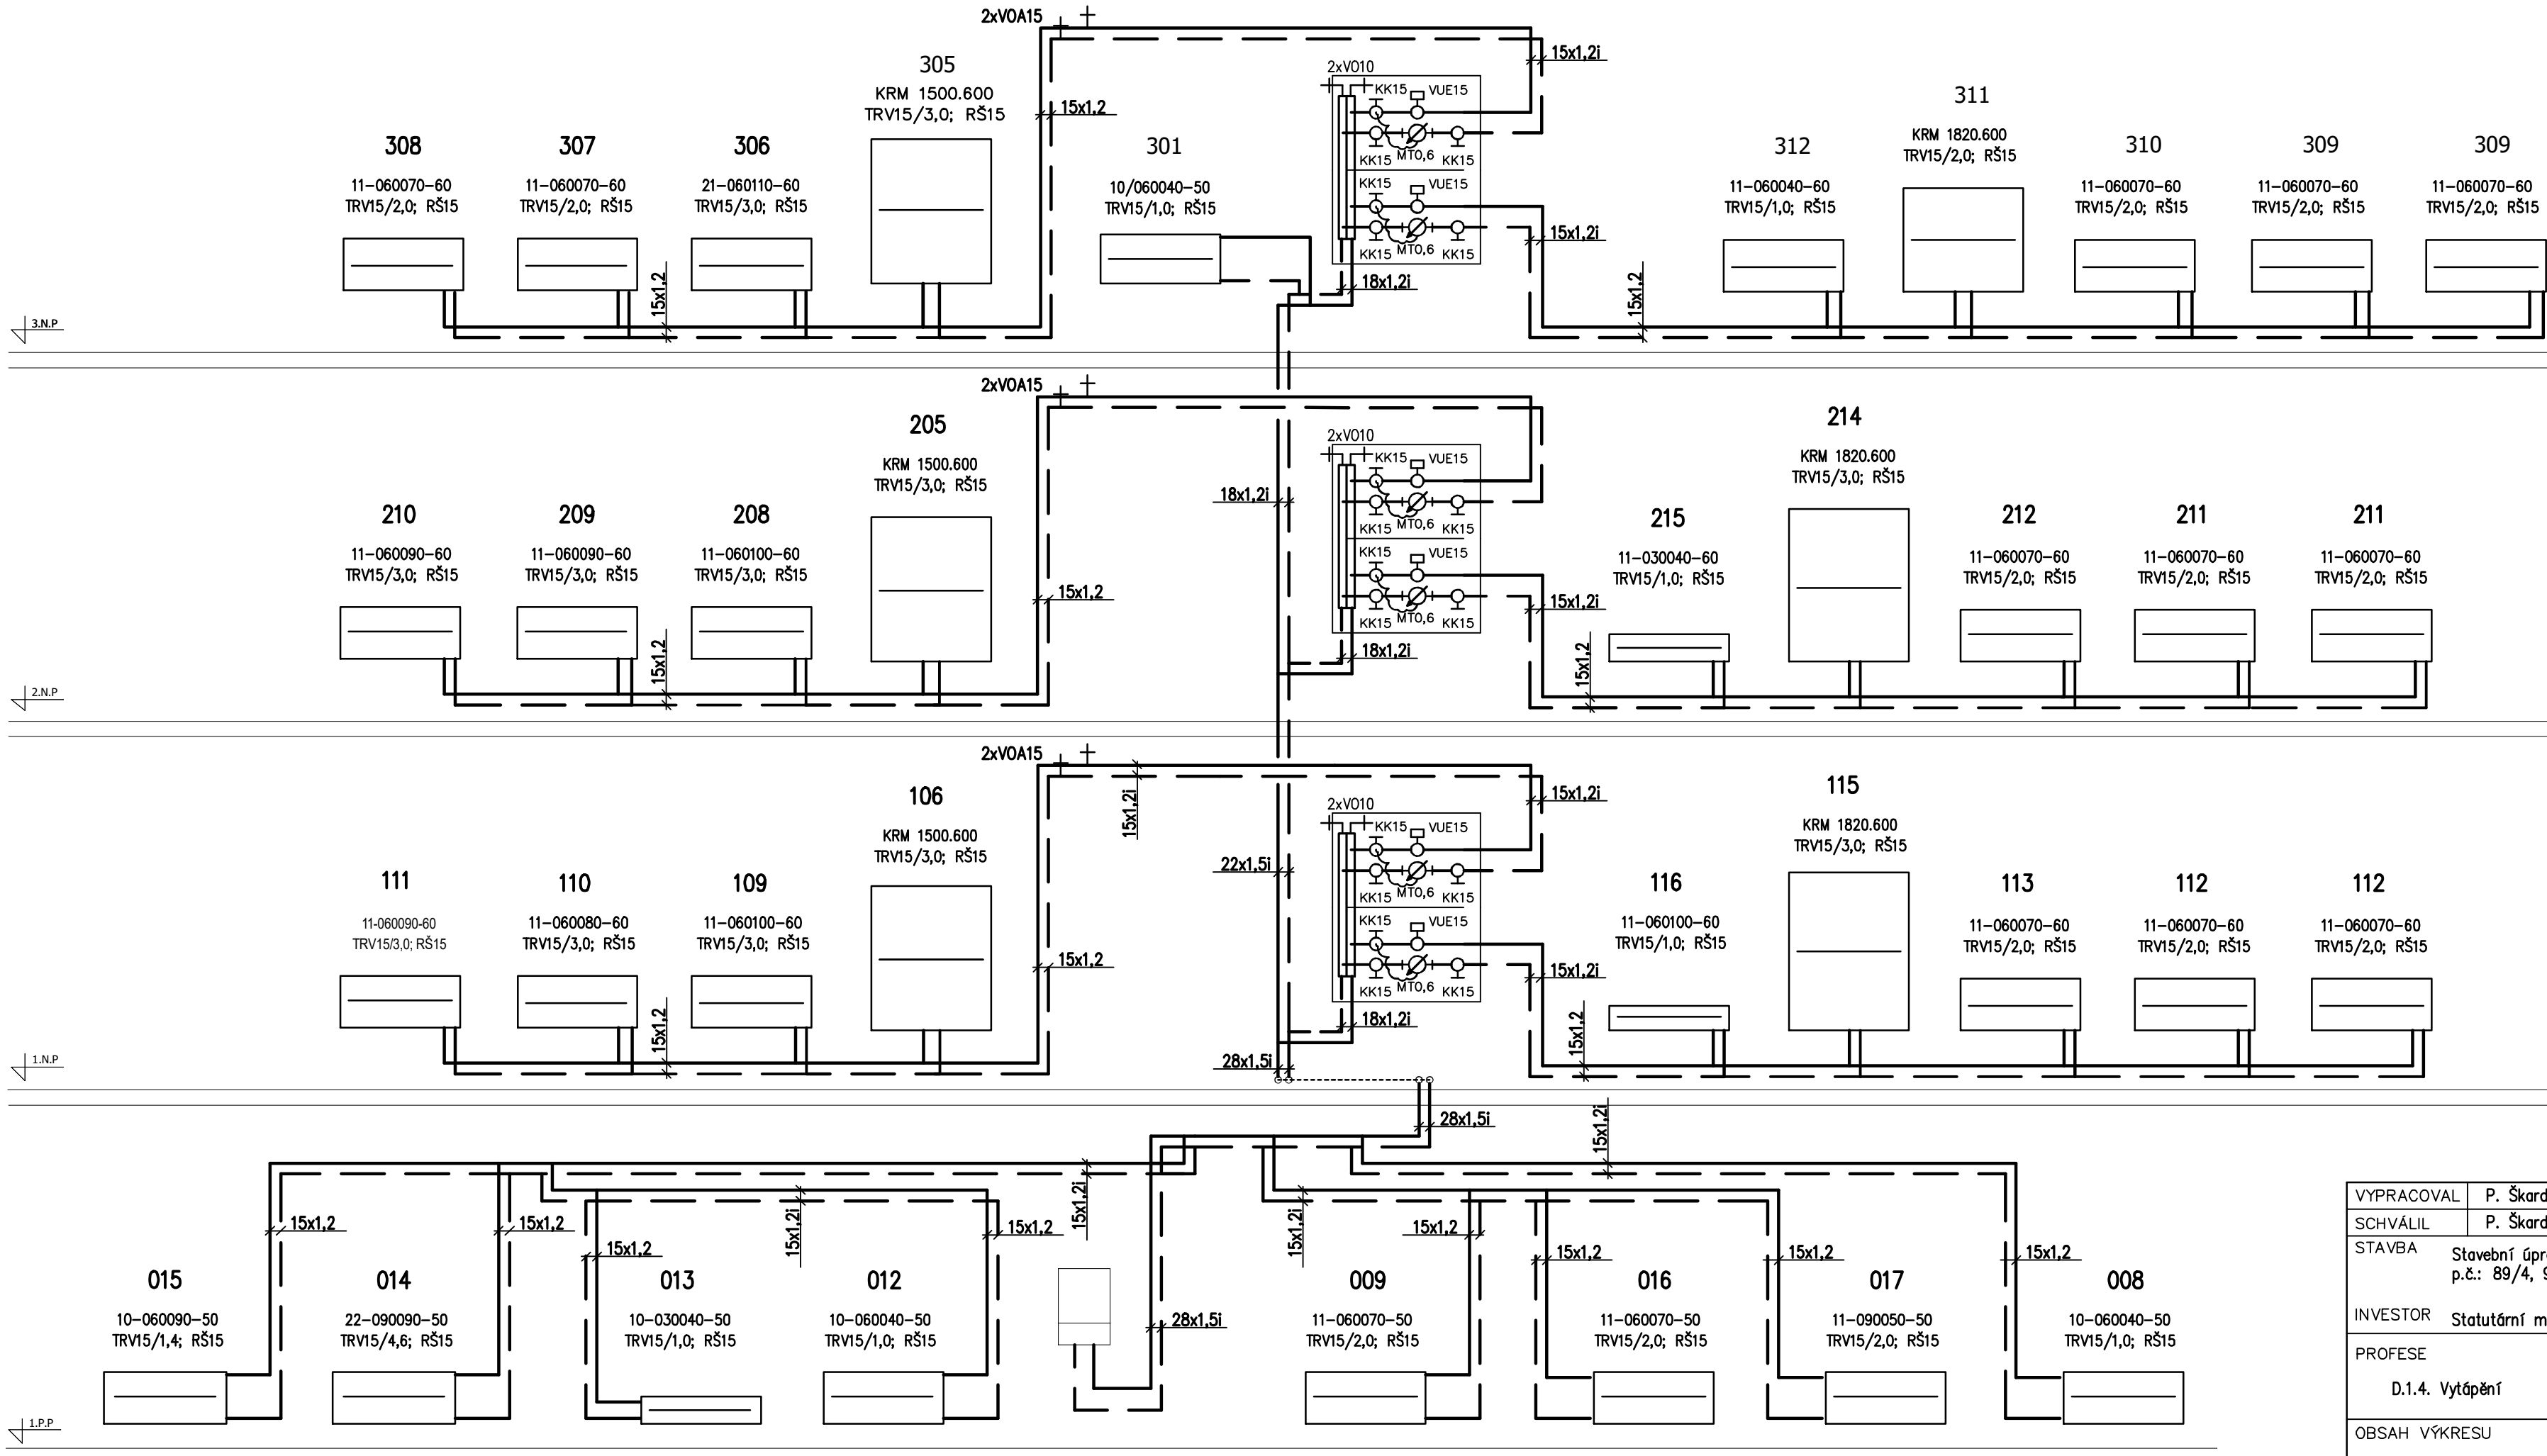 2xVOA15
15x1,2i
305
KRM 1500.600
TRV15/3,0; RŠ15
15x1,2
2xVO10
KK15
VUE15
KK15
MT0,6
KK15
KK15
VUE15
KK15
MT0,6
KK15
15x1,2i
18x1,2i
308
11-060070-60
TRV15/2,0; RŠ15
307
11-060070-60
TRV15/2,0; RŠ15
306
21-060110-60
TRV15/3,0; RŠ15
15x1,2
301
10/060040-50
TRV15/1,0; RŠ15
312
11-060040-60
TRV15/1,0; RŠ15
15x1,2
311
KRM 1820.600
TRV15/2,0; RŠ15
310
11-060070-60
TRV15/2,0; RŠ15
309
11-060070-60
TRV15/2,0; RŠ15
309
11-060070-60
TRV15/2,0; RŠ15
3.N.P
2xVOA15
205
KRM 1500.600
TRV15/3,0; RŠ15
18x1,2i
15x1,2
2xVO10
KK15
VUE15
KK15
MT0,6
KK15
KK15
VUE15
KK15
MT0,6
KK15
15x1,2i
18x1,2i
210
11-060090-60
TRV15/3,0; RŠ15
209
11-060090-60
TRV15/3,0; RŠ15
208
11-060100-60
TRV15/3,0; RŠ15
15x1,2
215
11-030040-60
TRV15/1,0; RŠ15
15x1,2
214
KRM 1820.600
TRV15/3,0; RŠ15
212
11-060070-60
TRV15/2,0; RŠ15
211
11-060070-60
TRV15/2,0; RŠ15
211
11-060070-60
TRV15/2,0; RŠ15
2.N.P
2xVOA15
15x1,2i
15x1,2i
106
KRM 1500.600
TRV15/3,0; RŠ15
22x1,5i
15x1,2
2xVO10
KK15
VUE15
KK15
MT0,6
KK15
KK15
VUE15
KK15
MT0,6
KK15
15x1,2i
18x1,2i
28x1,5i
111
11-060090-60
TRV15/3,0; RŠ15
110
11-060080-60
TRV15/3,0; RŠ15
109
11-060100-60
TRV15/3,0; RŠ15
15x1,2
116
11-060100-60
TRV15/1,0; RŠ15
15x1,2
115
KRM 1820.600
TRV15/3,0; RŠ15
113
11-060070-60
TRV15/2,0; RŠ15
112
11-060070-60
TRV15/2,0; RŠ15
112
11-060070-60
TRV15/2,0; RŠ15
1.N.P
28x1,5i
15x1,2i
15x1,2i
15x1,2i
15x1,2i
15x1,2
15x1,2
15x1,2
15x1,2
15x1,2
15x1,2
15x1,2
15x1,2
28x1,5i
015
10-060090-50
TRV15/1,4; RŠ15
014
22-090090-50
TRV15/4,6; RŠ15
013
10-030040-50
TRV15/1,0; RŠ15
012
10-060040-50
TRV15/1,0; RŠ15
009
11-060070-50
TRV15/2,0; RŠ15
016
11-060070-50
TRV15/2,0; RŠ15
017
11-090050-50
TRV15/2,0; RŠ15
008
10-060040-50
TRV15/1,0; RŠ15
1.P.P
VYPRACOVAL P. Škard
SCHVÁLIL P. Škard
STAVBA Stavební úpr
p.č.: 89/4,
INVESTOR Statutární m
PROFESE
D.1.4. Vytápění
OBSAH VÝKRESU